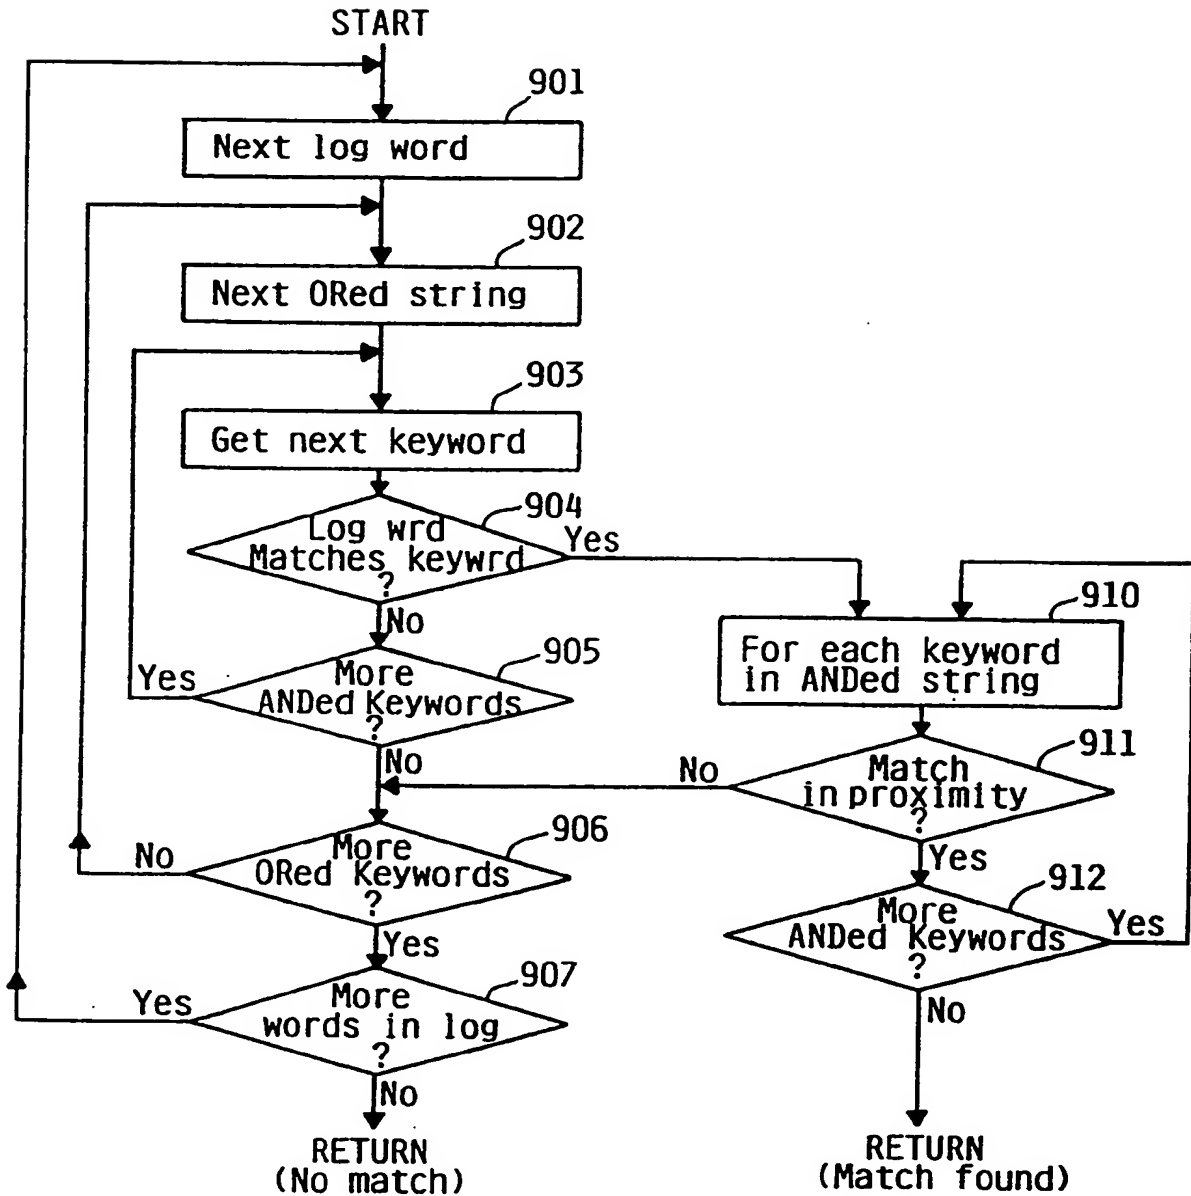 START
901
Next log word
902
Next ORed string
903
Get next keyword
904
Log wrd
Matches keywrd
?
Yes
No
910
For each keyword
in ANDed string
905
More
ANDed Keywords
?
Yes
No
911
Match
in proximity
?
No
Yes
906
More
ORed Keywords
?
No
Yes
912
More
ANDed Keywords
?
Yes
No
907
More
words in log
?
Yes
No
RETURN
(No match)
RETURN
(Match found)